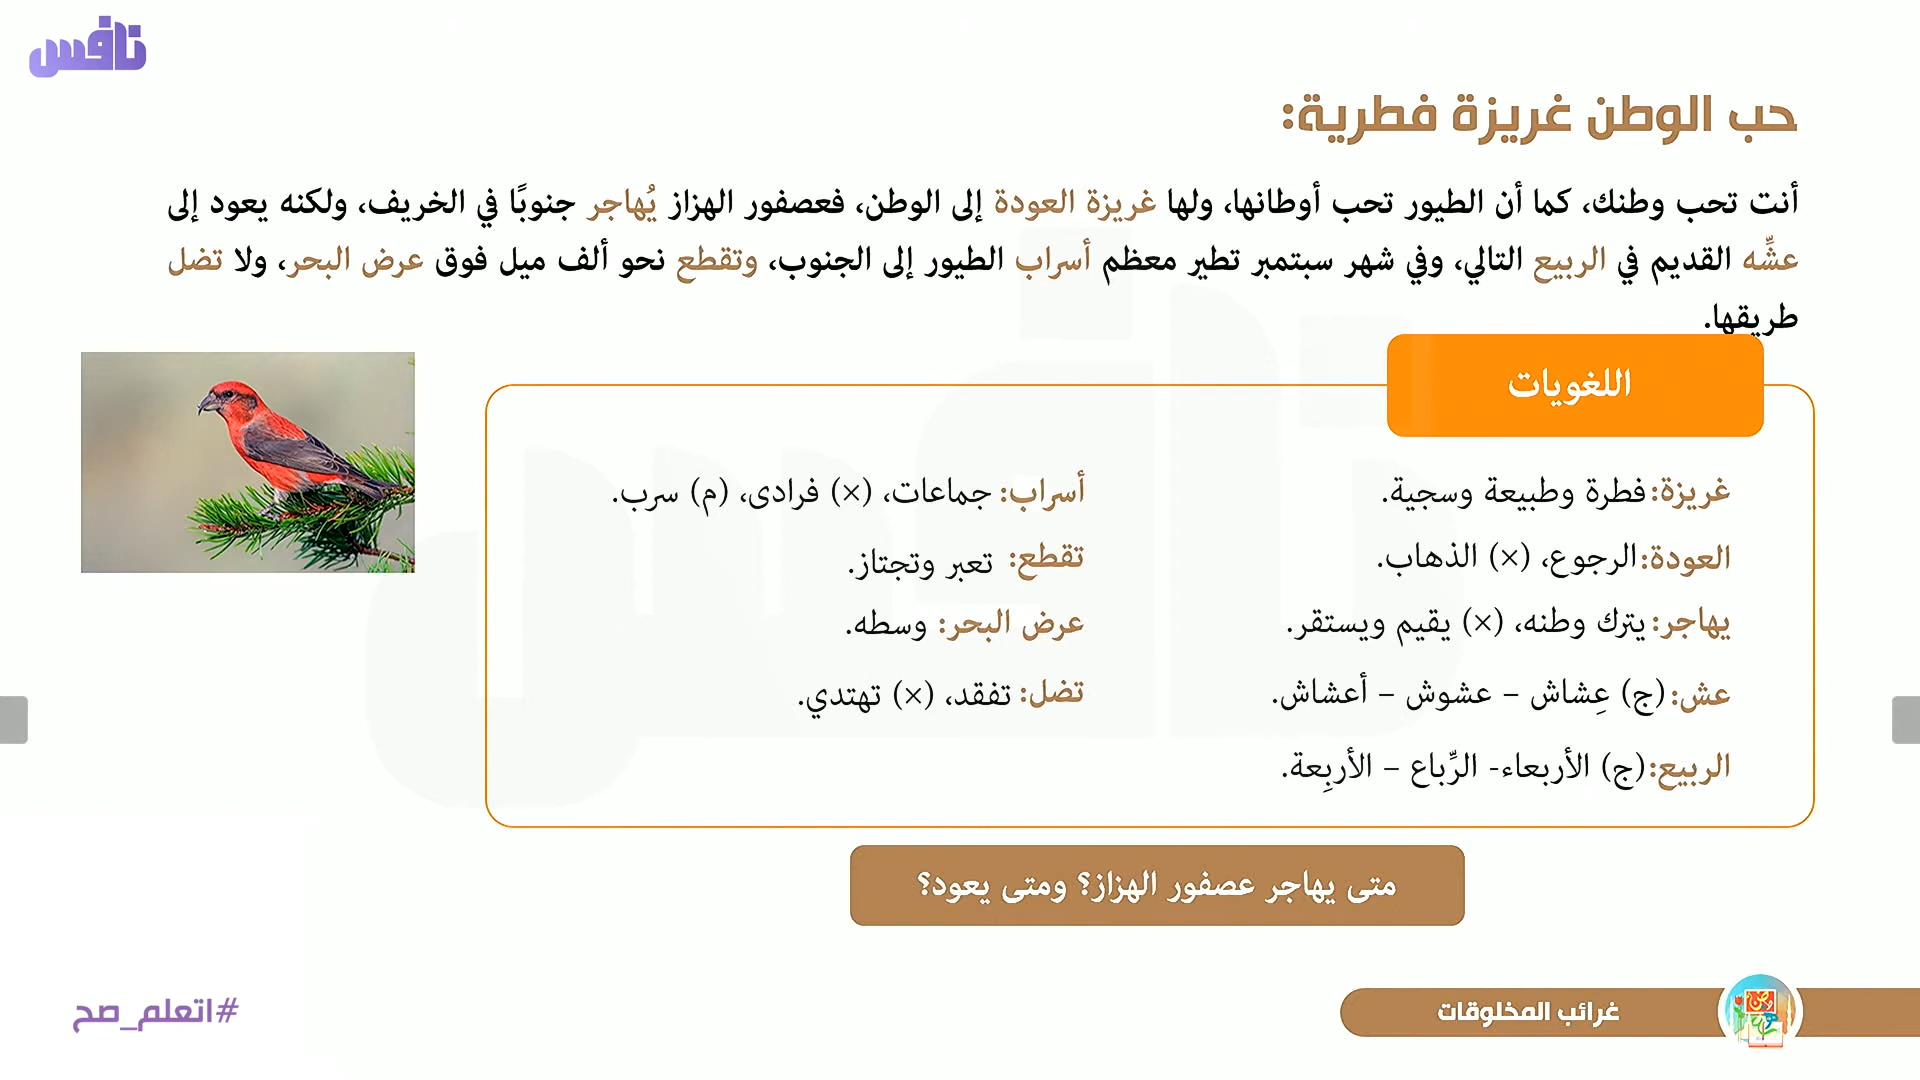 نافس
حب الوطن غريزة فطرية:
أنت تحب وطنك، كما أن الطيور تحب أوطانها، ولها غريزة العودة إلى الوطن، فعصفور الهزاز يُهاجر جنوبًا في الخريف، ولكنه يعود إلى
عشِّه القديم في الربيع التالي، وفي شهر سبتمبر تطير معظم أسراب الطيور إلى الجنوب، وتقطع نحو ألف ميل فوق عرض البحر، ولا تضل
طريقها.
اللغويات
غريزة: فطرة وطبيعة وسجية.
العودة: الرجوع، (×) الذهاب.
يهاجر: يترك وطنه، (×) يقيم ويستقر.
عش: (ج) عِشاش – عشوش – أعشاش.
الربيع: (ج) الأربعاء- الرِّباع – الأربِعة.
أسراب: جماعات، (×) فرادى، (م) سرب.
تقطع: تعبر وتجتاز.
عرض البحر: وسطه.
تضل: تفقد، (×) تهتدي.
متى يهاجر عصفور الهزاز؟ ومتى يعود؟
غرائب المخلوقات
#اتعلم_صح